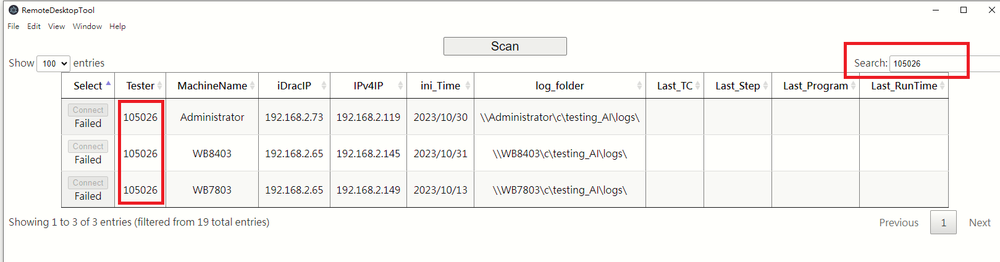 RemoteDesktopTool
File Edit View Window Help
Scan
Show 100 entries Search: 105026
Select Tester MachineName iDracIP IPv4IP ini_Time log_folder Last_TC Last_Step Last_Program Last_RunTime
Connect
Failed 105026 Administrator 192.168.2.73 192.168.2.119 2023/10/30 \\Administrator\c\testing_AI\logs\
Connect
Failed 105026 WB8403 192.168.2.65 192.168.2.145 2023/10/31 \\WB8403\c\testing_AI\logs\
Connect
Failed 105026 WB7803 192.168.2.65 192.168.2.149 2023/10/13 \\WB7803\c\testing_AI\logs\
Showing 1 to 3 of 3 entries (filtered from 19 total entries) Previous 1 Next